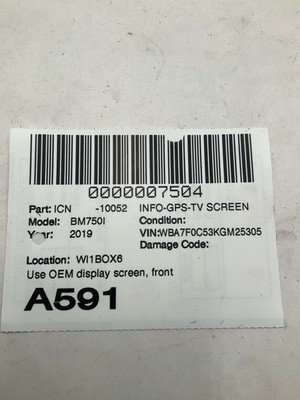 0000007504
Part: ICN -10052 INFO-GPS-TV SCREEN
Model: BM750I Condition:
Year: 2019 VIN:WBA7F0C53KGM25305
Damage Code:
Location: WI1BOX6
Use OEM display screen, front
A591